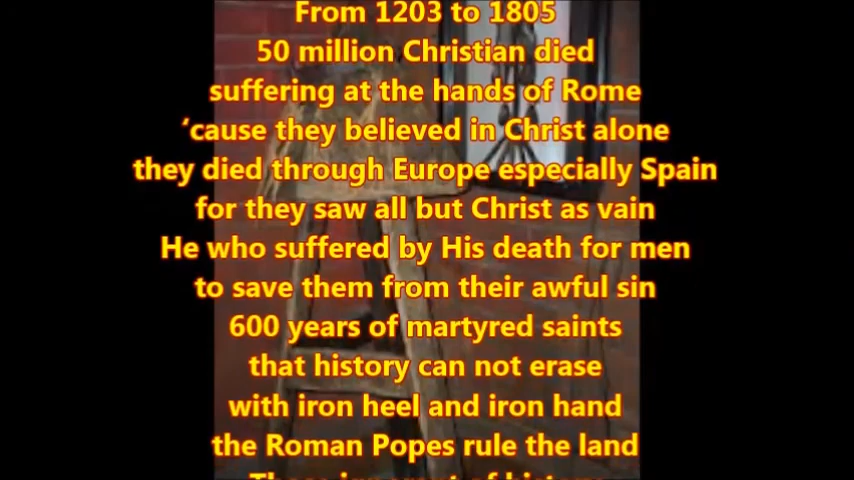 From 1203 to 1805
50 million Christian died
suffering at the hands of Rome
‘cause they believed in Christ alone
they died through Europe especially Spain
for they saw all but Christ as vain
He who suffered by His death for men
to save them from their awful sin
600 years of martyred saints
that history can not erase
with iron heel and iron hand
the Roman Popes rule the land